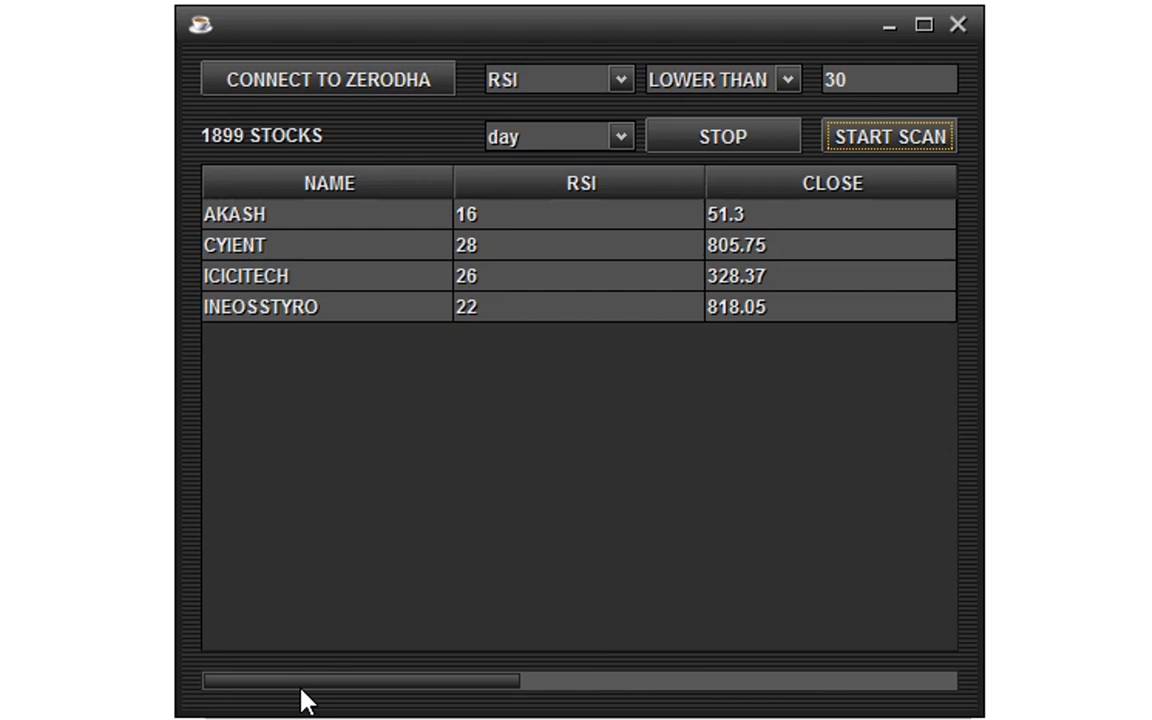 CONNECT TO ZERODHA RSI LOWER THAN 30
1899 STOCKS day STOP START SCAN
NAME RSI CLOSE
AKASH 16 51.3
CYIENT 28 805.75
ICICITECH 26 328.37
INEOSSTYRO 22 818.05